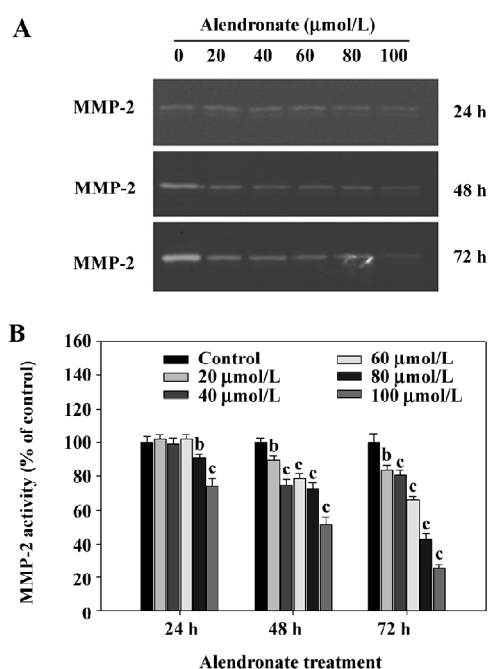 A
Alendronate (μmol/L)
0 20 40 60 80 100
MMP-2 24 h
MMP-2 48 h
MMP-2 72 h
B
MMP-2 activity (% of control)
160
140
120
100
80
60
40
20
0
Control 60 μmol/L
20 μmol/L 80 μmol/L
40 μmol/L 100 μmol/L
b c
b c c c c
b c c c c
24 h 48 h 72 h
Alendronate treatment